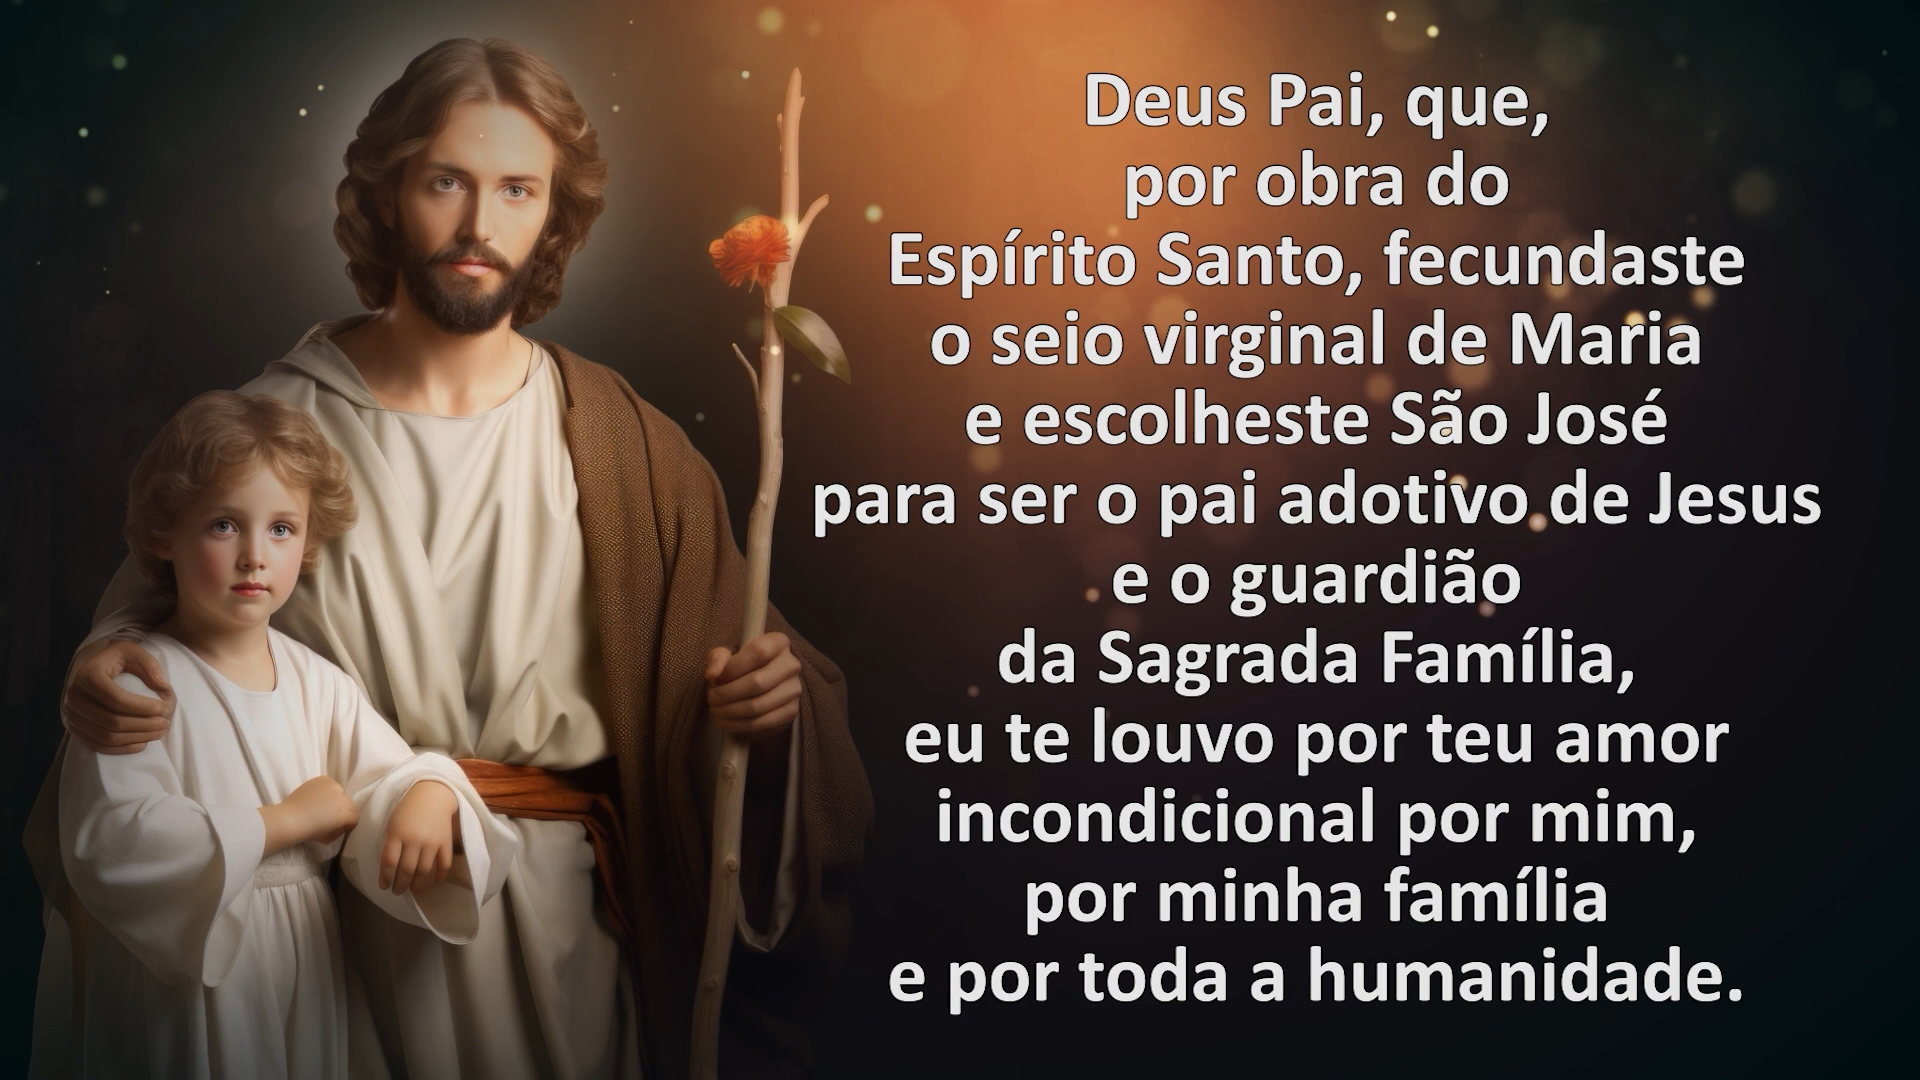 Deus Pai, que,
por obra do
Espírito Santo, fecundaste
o seio virginal de Maria
e escolheste São José
para ser o pai adotivo de Jesus
e o guardião
da Sagrada Família,
eu te louvo por teu amor
incondicional por mim,
por minha família
e por toda a humanidade.